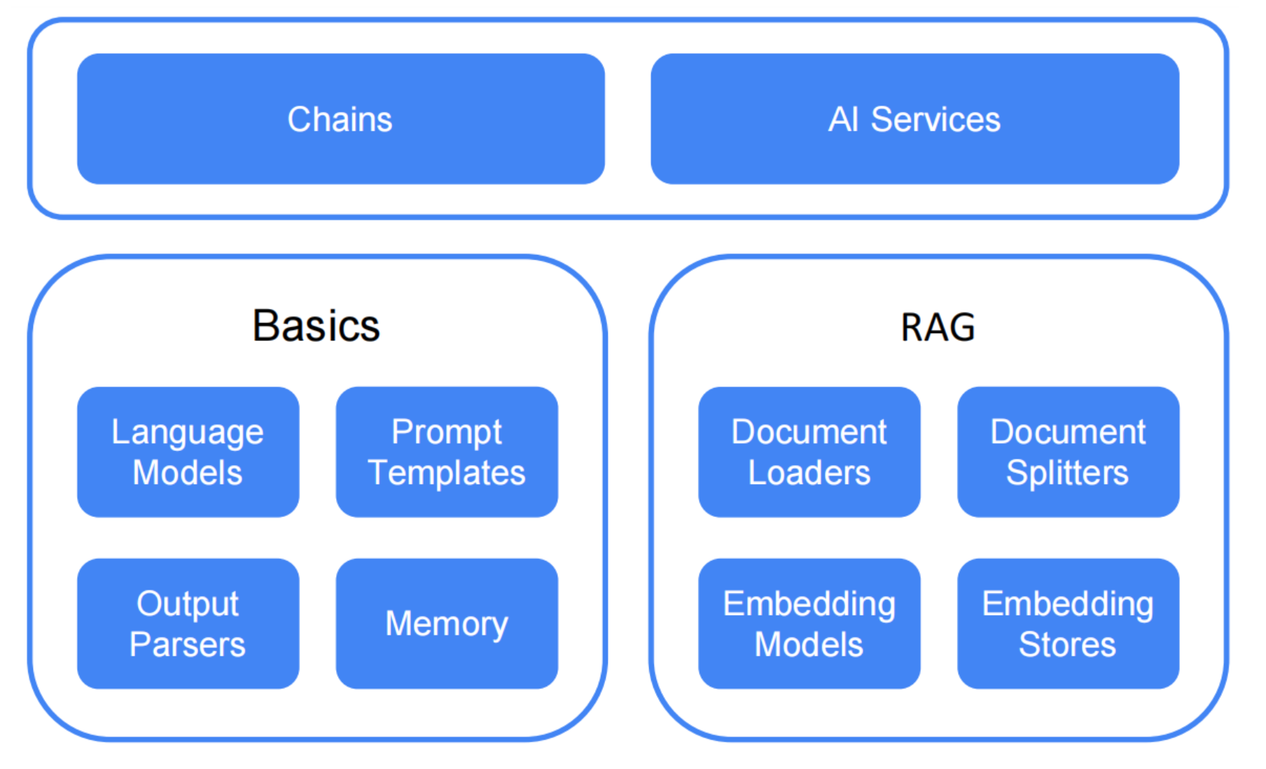 Chains
AI Services
Basics
Language
Models
Prompt
Templates
Output
Parsers
Memory
RAG
Document
Loaders
Document
Splitters
Embedding
Models
Embedding
Stores